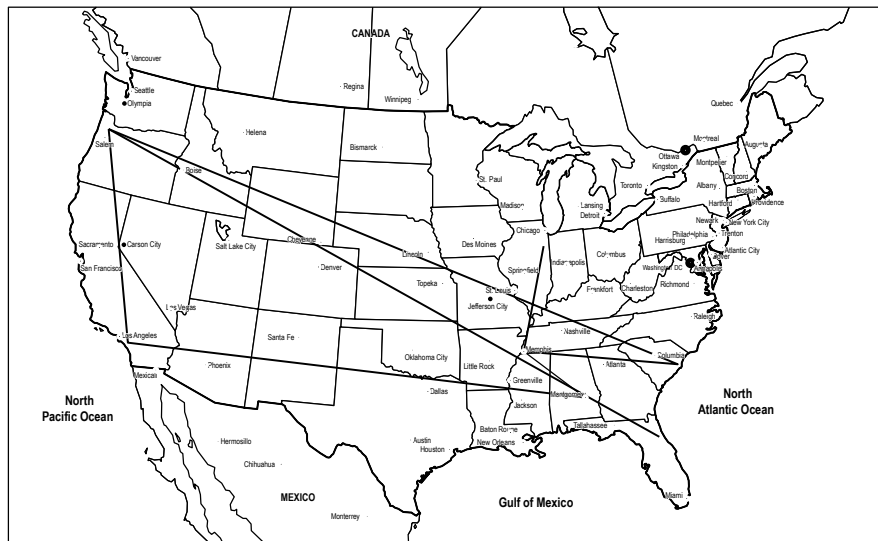 CANADA
Vancouver
Seattle
Olympia
Regina
Winnipeg
Quebec
Helena
Bismarck
Salem
Boise
St. Paul
Montreal
Ottawa
Kingston
Augusta
Montpelier
Concord
Toronto
Albany
Boston
Buffalo
Hartford
Providence
Madison
Lansing
Detroit
Chicago
Newark
New York City
Philadelphia
Trenton
Harrisburg
Atlantic City
Sacramento
Carson City
Salt Lake City
Cheyenne
Lincoln
Des Moines
Indianapolis
Columbus
Washington DC
Annapolis
San Francisco
Denver
Topeka
Springfield
St. Louis
Jefferson City
Frankfort
Charleston
Richmond
Las Vegas
Raleigh
Los Angeles
Santa Fe
Nashville
Memphis
Columbia
Oklahoma City
Little Rock
Atlanta
Phoenix
Mexicali
Greenville
Dallas
Montgomery
Jackson
North
Pacific Ocean
North
Atlantic Ocean
Tallahassee
Baton Rouge
New Orleans
Austin
Houston
Hermosillo
Chihuahua
MEXICO
Gulf of Mexico
Miami
Monterrey